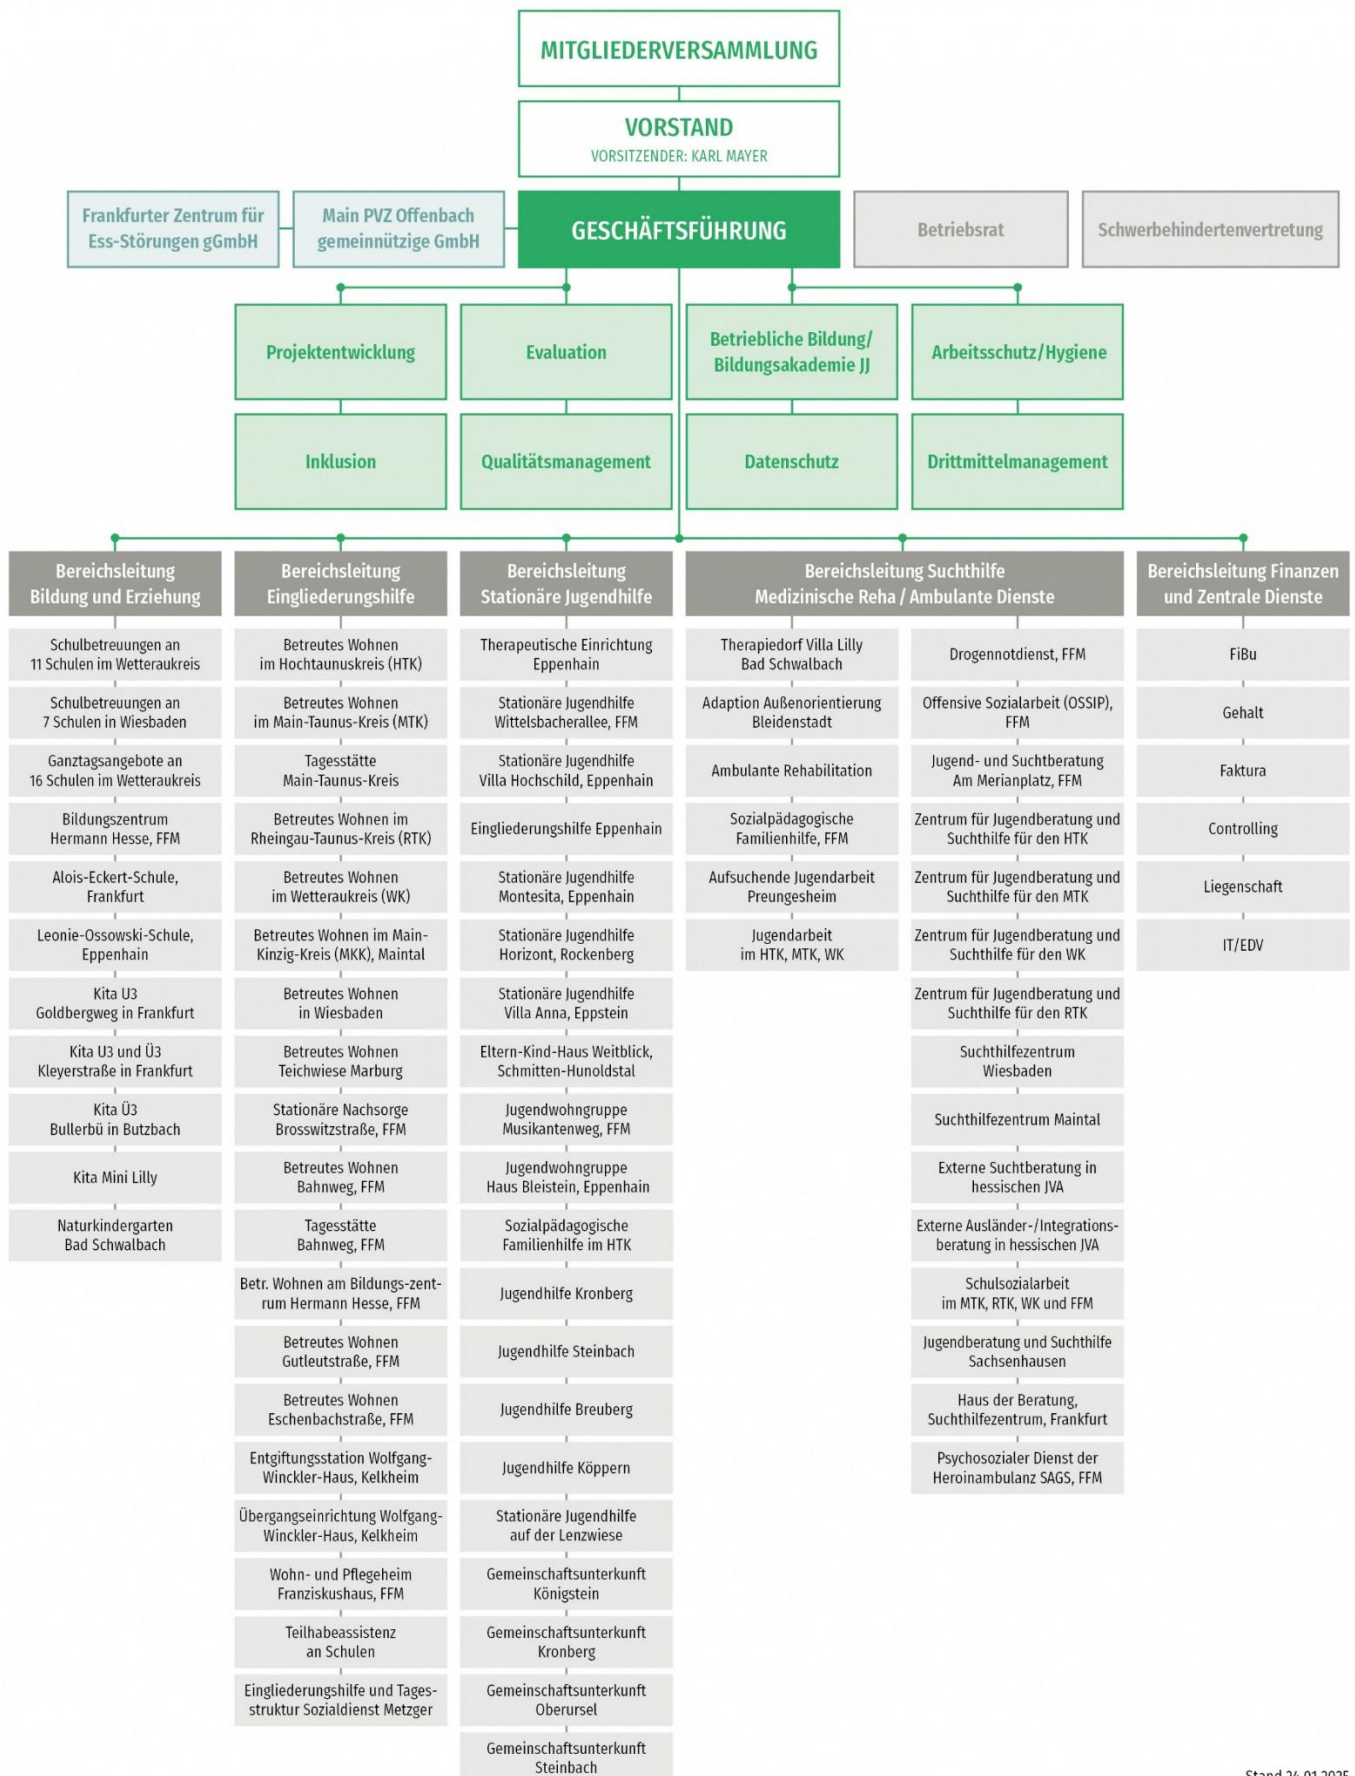 MITGLIEDERVERSAMMLUNG
VORSTAND
VORSITZENDER: KARL MAYER
Frankfurter Zentrum für
Ess-Störungen gGmbH
Main PVZ Offenbach
gemeinnützige GmbH
GESCHÄFTSFÜHRUNG
Betriebsrat
Schwerbehindertenvertretung
Projektentwicklung
Evaluation
Betriebliche Bildung/
Bildungsakademie JJ
Arbeitsschutz/Hygiene
Inklusion
Qualitätsmanagement
Datenschutz
Drittmittelmanagement
Bereichsleitung
Bildung und Erziehung
Schulbetreuungen an
11 Schulen im Wetteraukreis
Schulbetreuungen an
7 Schulen in Wiesbaden
Ganztagsangebote an
16 Schulen im Wetteraukreis
Bildungszentrum
Hermann Hesse, FFM
Alois-Eckert-Schule,
Frankfurt
Leonie-Ossowski-Schule,
Eppenhain
Kita U3
Goldbergweg in Frankfurt
Kita U3 und Ü3
Kleyerstraße in Frankfurt
Kita Ü3
Bullerbü in Butzbach
Kita Mini Lilly
Naturkindergarten
Bad Schwalbach
Bereichsleitung
Eingliederungshilfe
Betreutes Wohnen
im Hochtaunuskreis (HTK)
Betreutes Wohnen
im Main-Taunus-Kreis (MTK)
Tagesstätte
Main-Taunus-Kreis
Betreutes Wohnen im
Rheingau-Taunus-Kreis (RTK)
Betreutes Wohnen
im Wetteraukreis (WK)
Betreutes Wohnen im Main-
Kinzig-Kreis (MKK), Maintal
Betreutes Wohnen
in Wiesbaden
Betreutes Wohnen
Teichwiese Marburg
Stationäre Nachsorge
Brosswitzstraße, FFM
Betreutes Wohnen
Bahnweg, FFM
Tagesstätte
Bahnweg, FFM
Betr. Wohnen am Bildungs-zent-
rum Hermann Hesse, FFM
Betreutes Wohnen
Gutleutstraße, FFM
Betreutes Wohnen
Eschenbachstraße, FFM
Entgiftungsstation Wolfgang-
Winckler-Haus, Kelkheim
Übergangseinrichtung Wolfgang-
Winckler-Haus, Kelkheim
Wohn- und Pflegeheim
Franziskushaus, FFM
Teilhabeassistenz
an Schulen
Eingliederungshilfe und Tages-
struktur Sozialdienst Metzger
Bereichsleitung
Stationäre Jugendhilfe
Therapeutische Einrichtung
Eppenhain
Stationäre Jugendhilfe
Wittelsbacherallee, FFM
Stationäre Jugendhilfe
Villa Hochschild, Eppenhain
Eingliederungshilfe Eppenhain
Stationäre Jugendhilfe
Montesita, Eppenhain
Stationäre Jugendhilfe
Horizont, Rockenberg
Stationäre Jugendhilfe
Villa Anna, Eppstein
Eltern-Kind-Haus Weitblick,
Schmitten-Hunoldstal
Jugendwohngruppe
Musikantenweg, FFM
Jugendwohngruppe
Haus Bleistein, Eppenhain
Sozialpädagogische
Familienhilfe im HTK
Jugendhilfe Kronberg
Jugendhilfe Steinbach
Jugendhilfe Breuberg
Jugendhilfe Köppern
Stationäre Jugendhilfe
auf der Lenzwiese
Gemeinschaftsunterkunft
Königstein
Gemeinschaftsunterkunft
Kronberg
Gemeinschaftsunterkunft
Oberursel
Gemeinschaftsunterkunft
Steinbach
Bereichsleitung Suchthilfe
Medizinische Reha / Ambulante Dienste
Therapiedorf Villa Lilly
Bad Schwalbach
Adaption Außenorientierung
Bleidenstadt
Ambulante Rehabilitation
Sozialpädagogische
Familienhilfe, FFM
Aufsuchende Jugendarbeit
Preungesheim
Jugendarbeit
im HTK, MTK, WK
Drogennotdienst, FFM
Offensive Sozialarbeit (OSSIP),
FFM
Jugend- und Suchtberatung
Am Merianplatz, FFM
Zentrum für Jugendberatung und
Suchthilfe für den HTK
Zentrum für Jugendberatung und
Suchthilfe für den MTK
Zentrum für Jugendberatung und
Suchthilfe für den WK
Zentrum für Jugendberatung und
Suchthilfe für den RTK
Suchthilfezentrum
Wiesbaden
Suchthilfezentrum Maintal
Externe Suchtberatung in
hessischen JVA
Externe Ausländer-/Integrations-
beratung in hessischen JVA
Schulsozialarbeit
im MTK, RTK, WK und FFM
Jugendberatung und Suchthilfe
Sachsenhausen
Haus der Beratung,
Suchthilfezentrum, Frankfurt
Psychosozialer Dienst der
Heroinambulanz SAGS, FFM
Bereichsleitung Finanzen
und Zentrale Dienste
FiBu
Gehalt
Faktura
Controlling
Liegenschaft
IT/EDV
Stand 24.01.2025